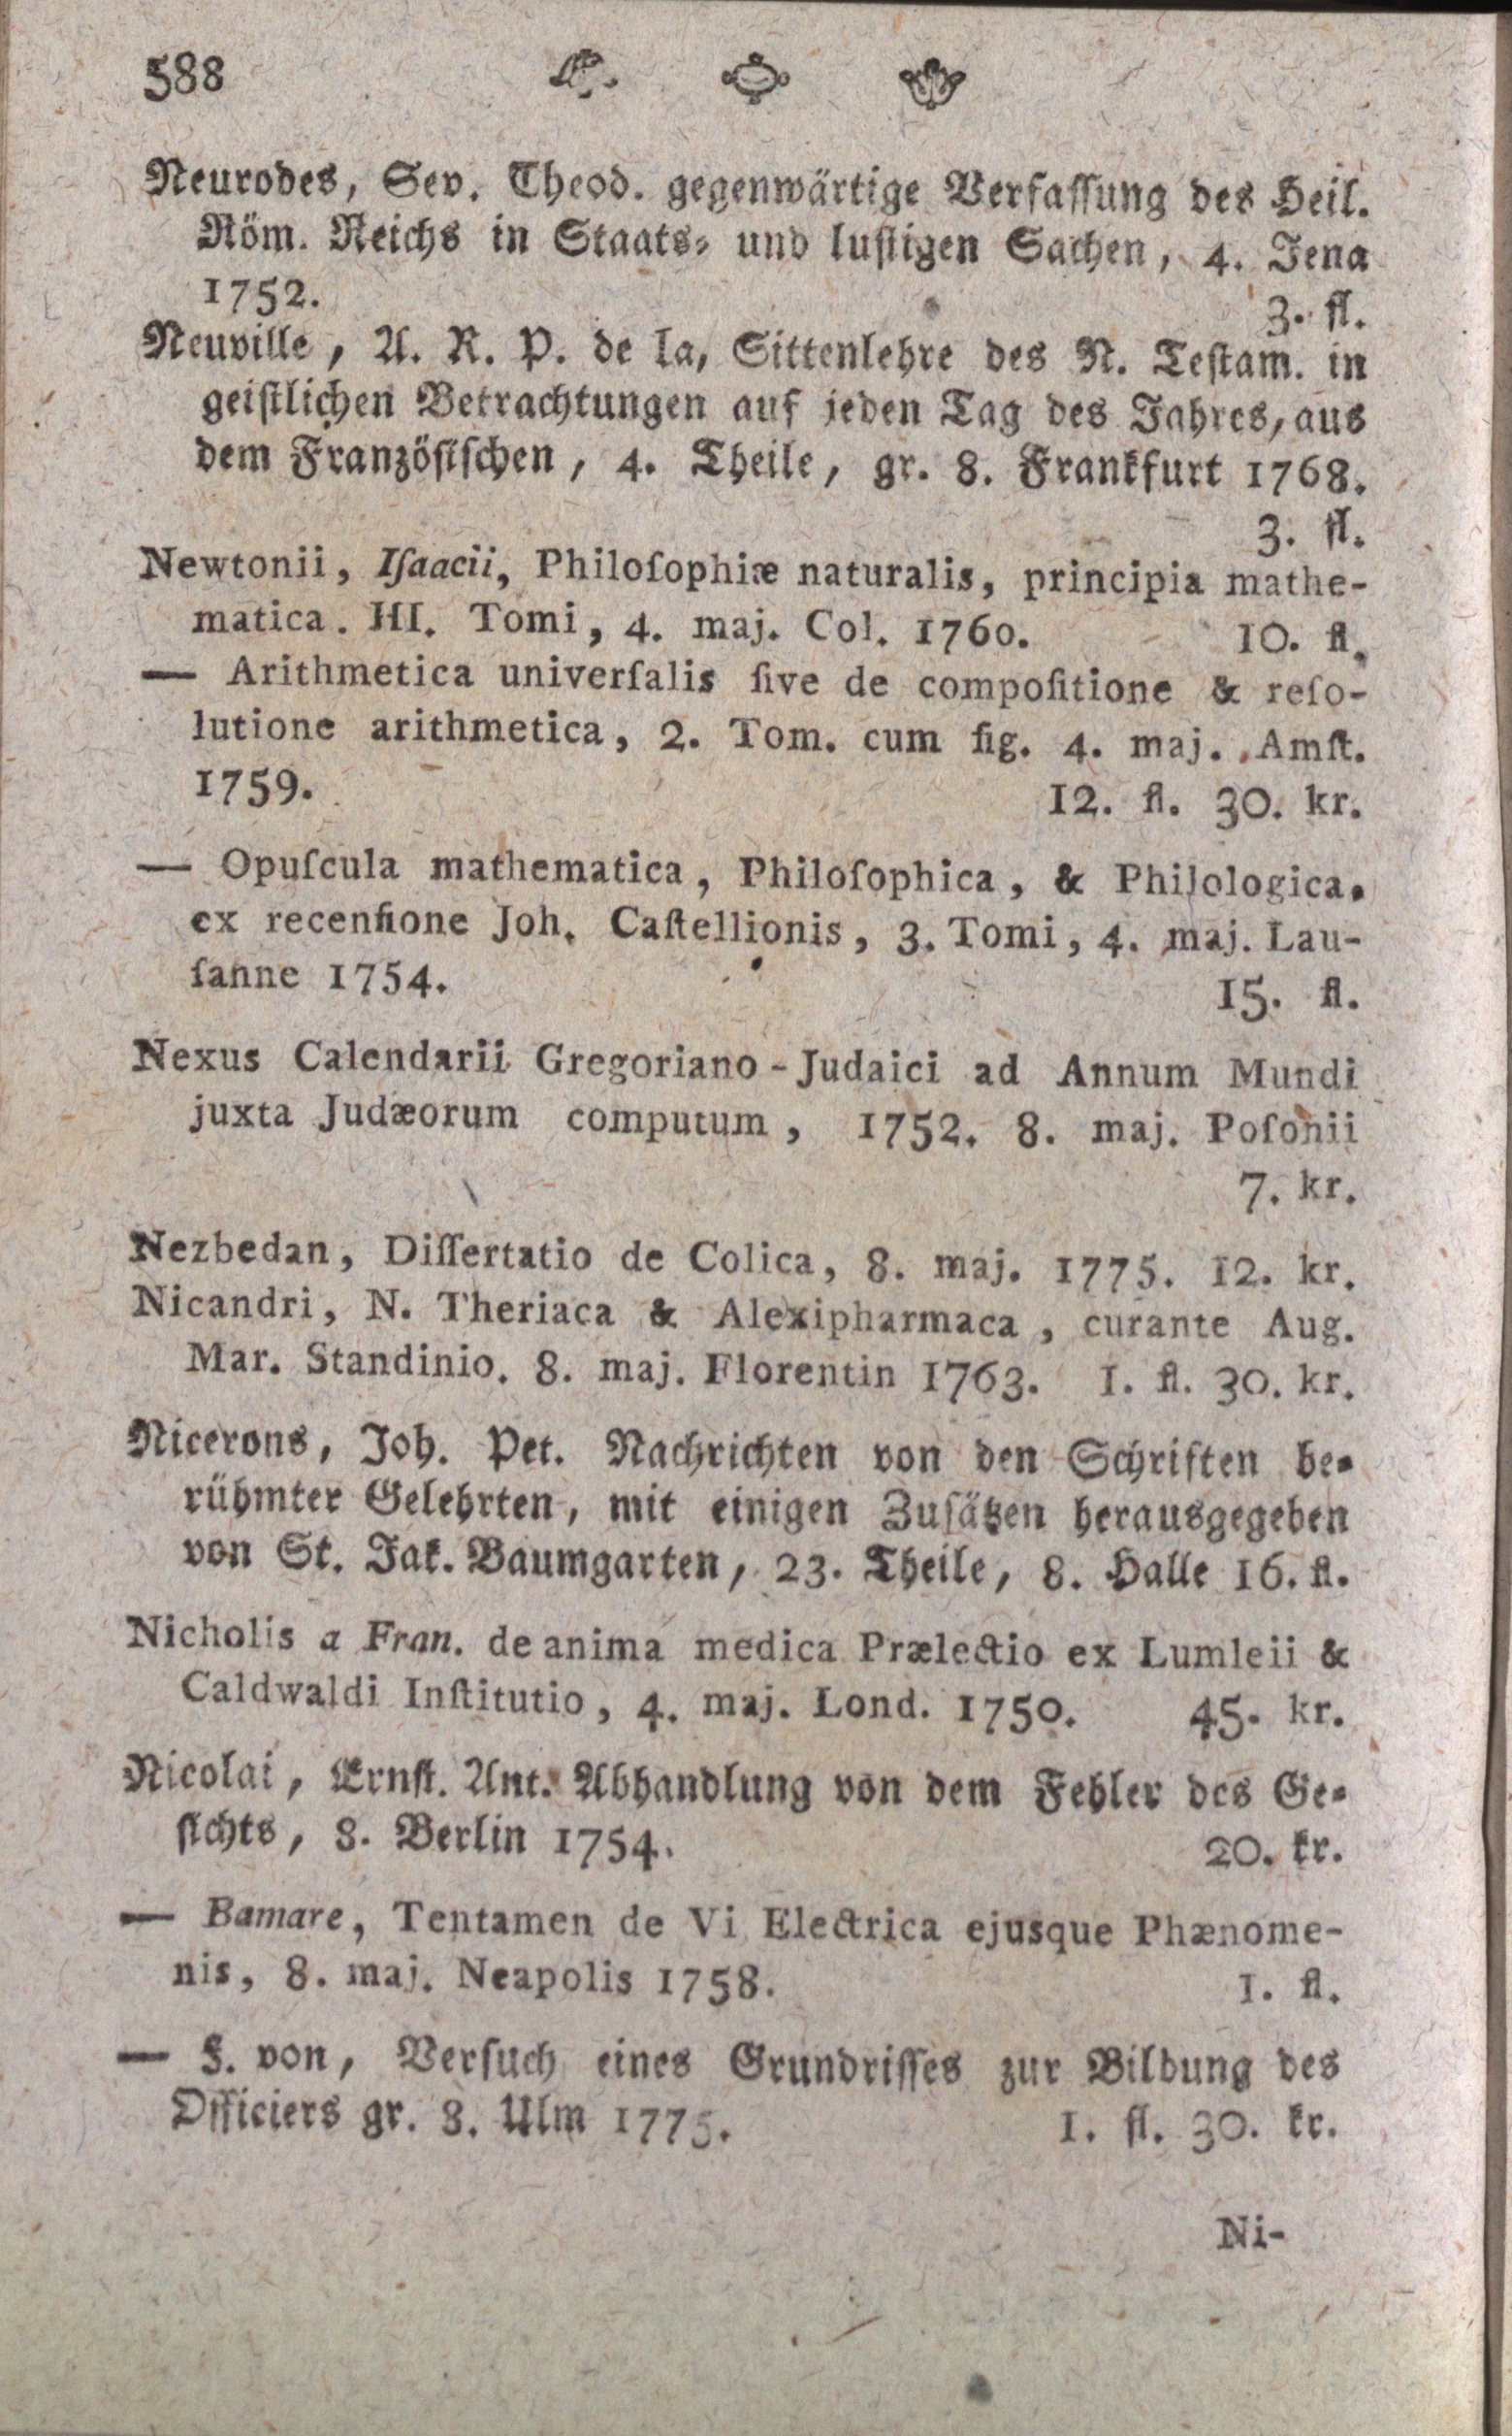 588
Neurodes, Sev. Theod. gegenwärtige Verfaſſung des Heil.
Röm. Reichs in Staats- und luſtigen Sachen, 4. Jena
1752. 3. fl.
Neuville, A. R. P. de la, Sittenlehre des N. Teſtam. in
geiſtlichen Betrachtungen auf jeden Tag des Jahres, aus
dem Franzöſiſchen, 4. Theile, gr. 8. Frankfurt 1768.
3. fl.
Newtonii, Iſaacii, Philoſophiæ naturalis, principia mathe-
matica. III. Tomi, 4. maj. Col. 1760. 10. fl.
— Arithmetica univerſalis ſive de compoſitione & reſo-
lutione arithmetica, 2. Tom. cum fig. 4. maj. Amſt.
1759. 12. fl. 30. kr.
— Opuſcula mathematica, Philoſophica, & Philologica.
ex recenſione Joh. Caſtellionis, 3. Tomi, 4. maj. Lau-
ſanne 1754. 15. fl.
Nexus Calendarii Gregoriano-Judaici ad Annum Mundi
juxta Judæorum computum, 1752. 8. maj. Poſonii
7. kr.
Nezbedan, Diſſertatio de Colica, 8. maj. 1775. 12. kr.
Nicandri, N. Theriaca & Alexipharmaca, curante Aug.
Mar. Standinio. 8. maj. Florentin 1763. 1. fl. 30. kr.
Nicerons, Joh. Pet. Nachrichten von den Schriften be-
rühmter Gelehrten, mit einigen Zuſätzen herausgegeben
von St. Jak. Baumgarten, 23. Theile, 8. Halle 16. fl.
Nicholis a Fran. de anima medica Prælectio ex Lumleii &
Caldwaldi Inſtitutio, 4. maj. Lond. 1750. 45. kr.
Nicolai, Ernſt. Ant. Abhandlung von dem Fehler des Ge-
ſichts, 8. Berlin 1754. 20. kr.
— Bamare, Tentamen de Vi Electrica ejusque Phænome-
nis, 8. maj. Neapolis 1758. 1. fl.
— F. von, Verſuch eines Grundriſſes zur Bildung des
Officiers gr. 8. Ulm 1775. 1. fl. 30. kr.
Ni-